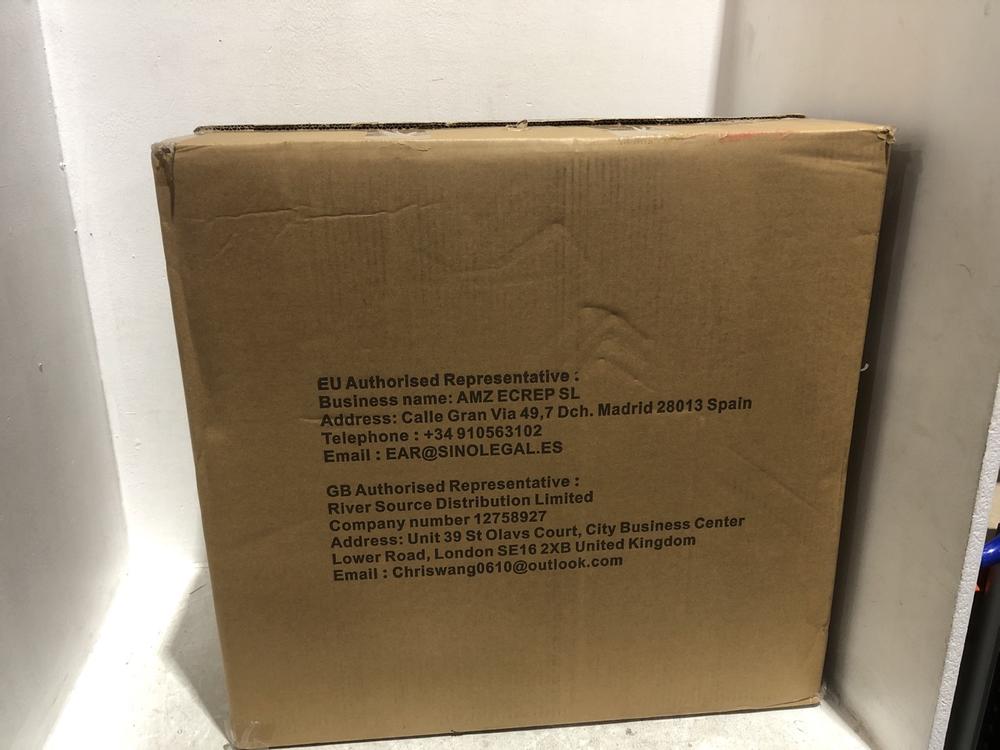 EU Authorised Representative :
Business name: AMZ ECREP SL
Address: Calle Gran Via 49,7 Dch. Madrid 28013 Spain
Telephone : +34 910563102
Email : EAR@SINOLEGAL.ES
GB Authorised Representative :
River Source Distribution Limited
Company number 12758927
Address: Unit 39 St Olavs Court, City Business Center
Lower Road, London SE16 2XB United Kingdom
Email : Chriswang0610@outlook.com